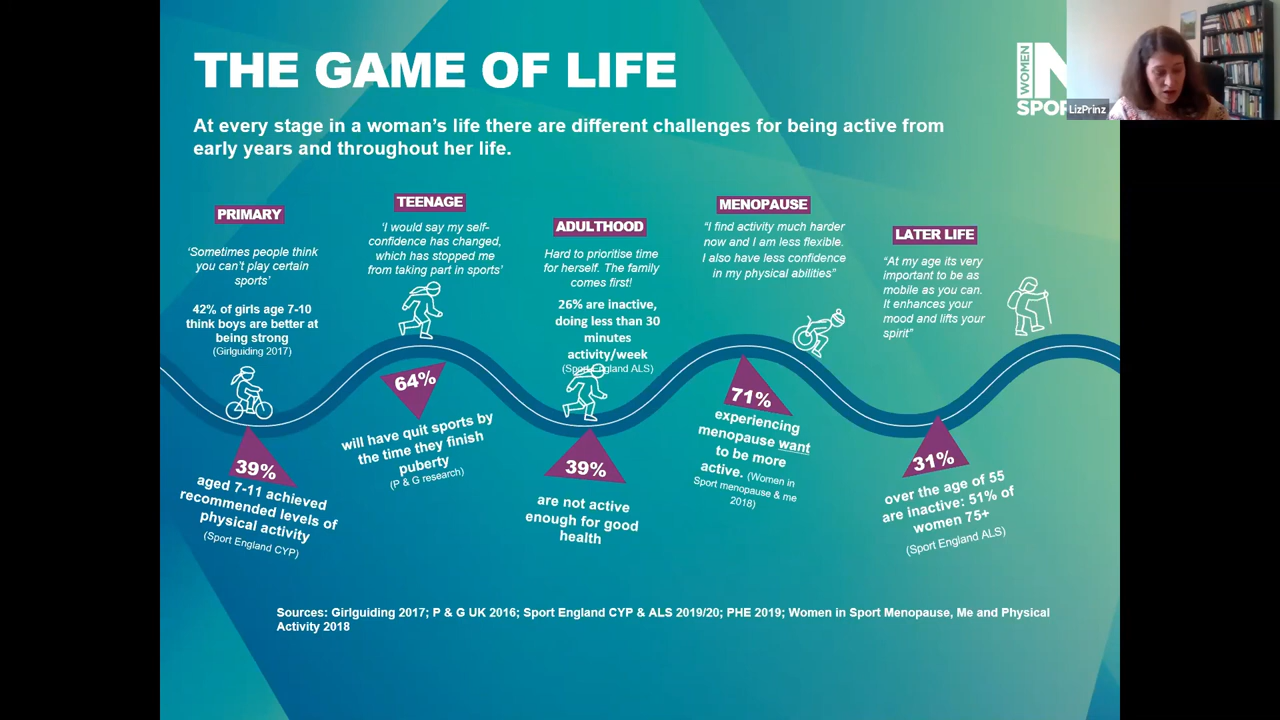 THE GAME OF LIFE
At every stage in a woman's life there are different challenges for being active from
early years and throughout her life.
WOMEN
IN
SPOR
LizPrinz
PRIMARY
'Sometimes people think
you can't play certain
sports'
42% of girls age 7-10
think boys are better at
being strong
(Girlguiding 2017)
39%
aged 7-11 achieved
recommended levels of
physical activity
(Sport England CYP)
TEENAGE
'I would say my self-
confidence has changed,
which has stopped me
from taking part in sports'
64%
will have quit sports by
the time they finish
puberty
(P & G research)
ADULTHOOD
Hard to prioritise time
for herself. The family
comes first!
26% are inactive,
doing less than 30
minutes
activity/week
(Sport England ALS)
39%
are not active
enough for good
health
MENOPAUSE
“I find activity much harder
now and I am less flexible.
I also have less confidence
in my physical abilities”
71%
experiencing
menopause want
to be more
active. (Women in
Sport menopause & me
2018)
LATER LIFE
“At my age its very
important to be as
mobile as you can.
It enhances your
mood and lifts your
spirit”
31%
over the age of 55
are inactive: 51% of
women 75+
(Sport England ALS)
Sources: Girlguiding 2017; P & G UK 2016; Sport England CYP & ALS 2019/20; PHE 2019; Women in Sport Menopause, Me and Physical
Activity 2018